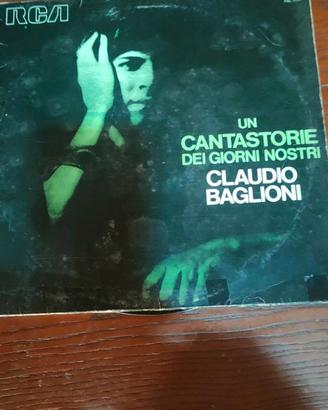 RCA
UN
CANTASTORIE
DEI GIORNI NOSTRI
CLAUDIO
BAGLIONI